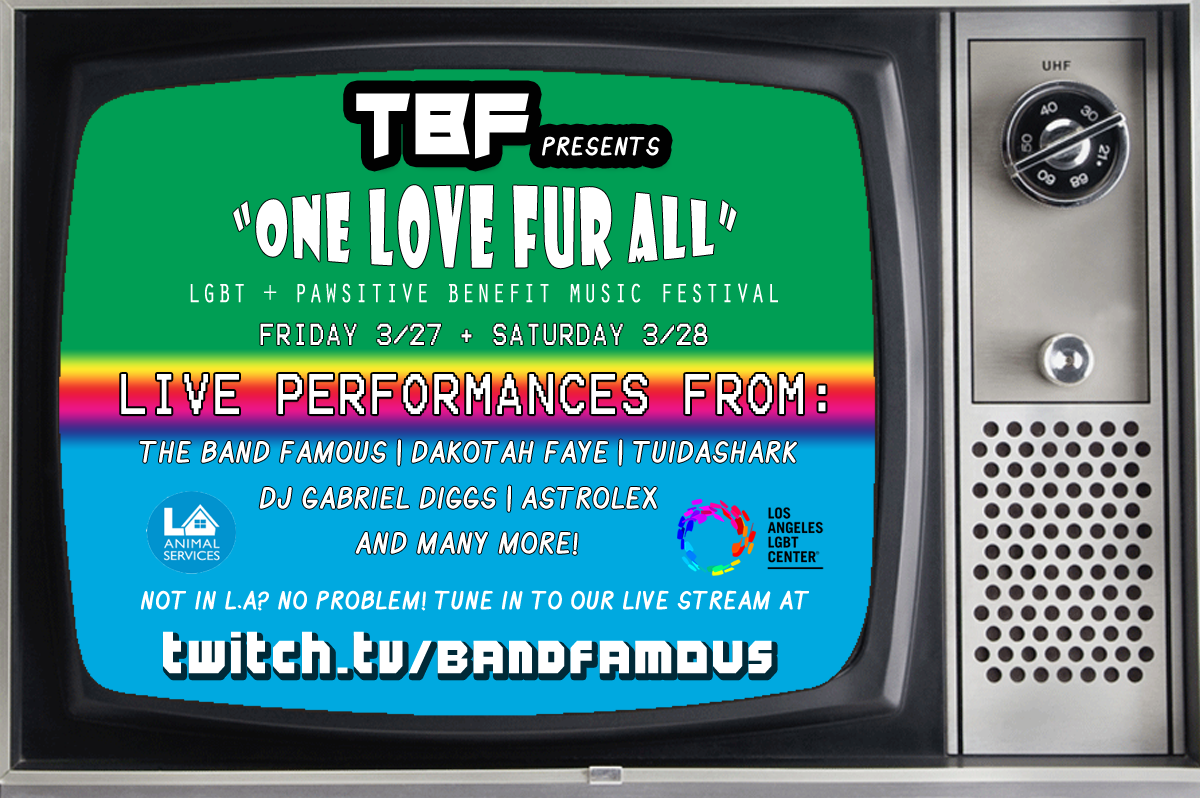 UHF
TBF PRESENTS
"ONE LOVE FUR ALL"
LGBT + PAWSITIVE BENEFIT MUSIC FESTIVAL
FRIDAY 3/27 + SATURDAY 3/28
LIVE PERFORMANCES FROM:
THE BAND FAMOUS | DAKOTAH FAYE | TUIDASHARK
DJ GABRIEL DIGGS | ASTROLEX
AND MANY MORE!
LA
ANIMAL
SERVICES
LOS
ANGELES
LGBT
CENTER®
NOT IN L.A? NO PROBLEM! TUNE IN TO OUR LIVE STREAM AT
twitch.tv/BANDFAMOUS
40 30 21 68 60 50